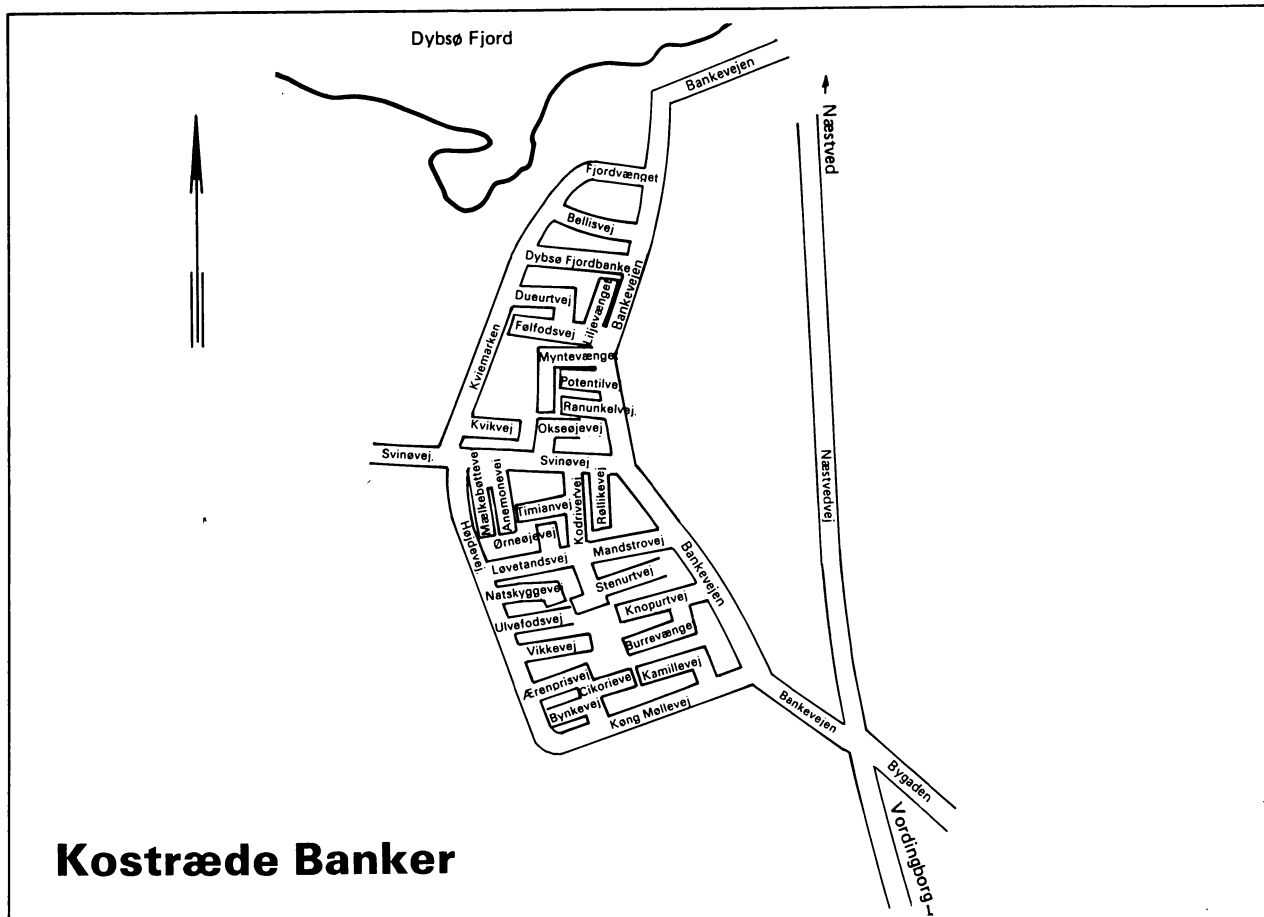 Dybsø Fjord
Bankevejen
Næstved
Fjordvænget
Bellisvej
Dybsø Fjordbanke
Bankevejen
Liljevænget
Dueurtvej
Følfodsvej
Kviemarken
Myntevænget
Potentilvej
Ranunkelvej.
Kvikvej
Okseøjevej
Svinøvej.
Svinøvej
Næstvedvej
Mælkebøttevej
Anemonevej
Timianvej
Kodrivervej
Røllikevej
Højdevej.
Ørneøjevej
Løvetandsvej
Mandstrovej
Bankevejen
Natskyggevej
Stenurtvej
Ulvefodsvej
Knopurtvej
Vikkevej
Burrevænge
Ærenprisvej
Cikorievej
Kamillevej
Bynkevej
Køng Møllevej
Bankevejen
Bygaden
Vordingborg
Kostræde Banker